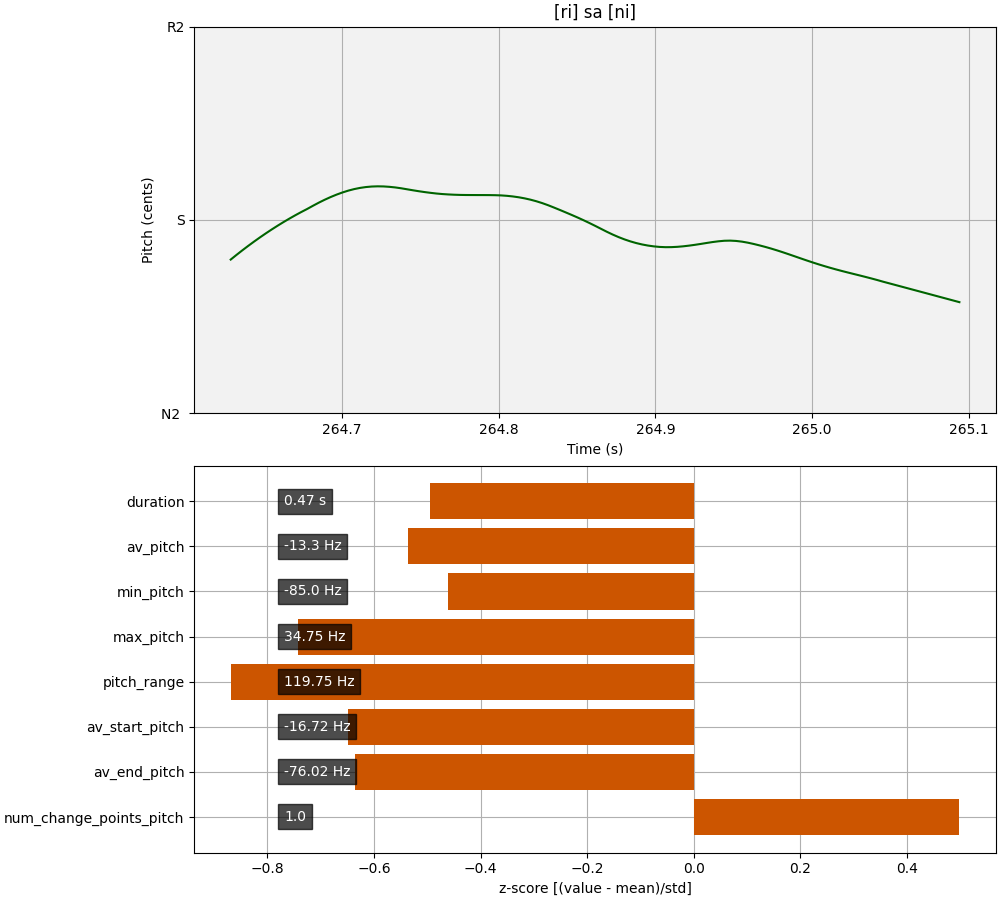 [ri] sa [ni]
R2
S
N2
Pitch (cents)
264.7 264.8 264.9 265.0 265.1
Time (s)
duration 0.47 s
av_pitch -13.3 Hz
min_pitch -85.0 Hz
max_pitch 34.75 Hz
pitch_range 119.75 Hz
av_start_pitch -16.72 Hz
av_end_pitch -76.02 Hz
num_change_points_pitch 1.0
−0.8 −0.6 −0.4 −0.2 0.0 0.2 0.4
z-score [(value - mean)/std]